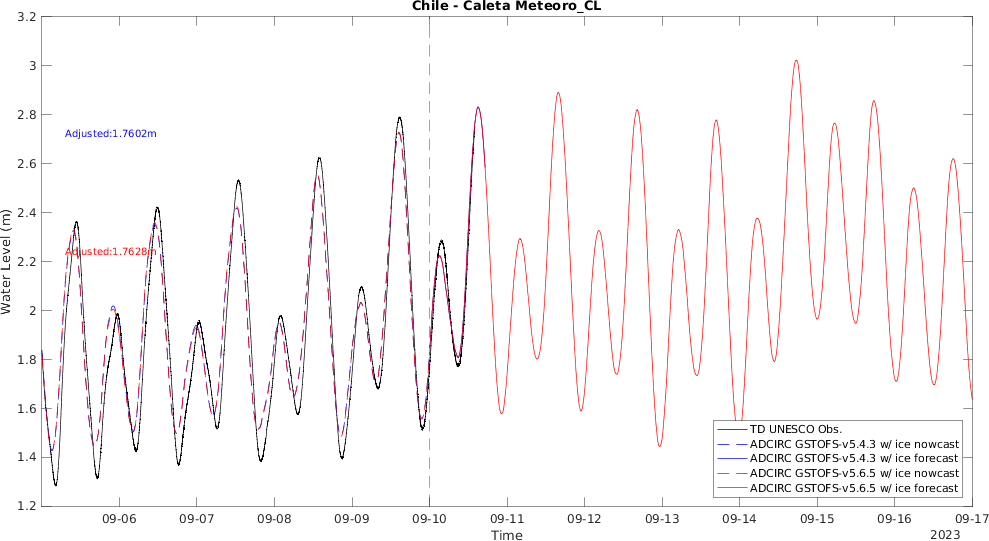 Chile - Caleta Meteoro_CL
3.2
3
2.8
2.6
2.4
2.2
2
1.8
1.6
1.4
1.2
Water Level (m)
Adjusted:1.7602m
Adjusted:1.7628m
TD UNESCO Obs.
ADCIRC GSTOFS-v5.4.3 w/ ice nowcast
ADCIRC GSTOFS-v5.4.3 w/ ice forecast
ADCIRC GSTOFS-v5.6.5 w/ ice nowcast
ADCIRC GSTOFS-v5.6.5 w/ ice forecast
09-06 09-07 09-08 09-09 09-10 09-11 09-12 09-13 09-14 09-15 09-16 09-17
Time
2023